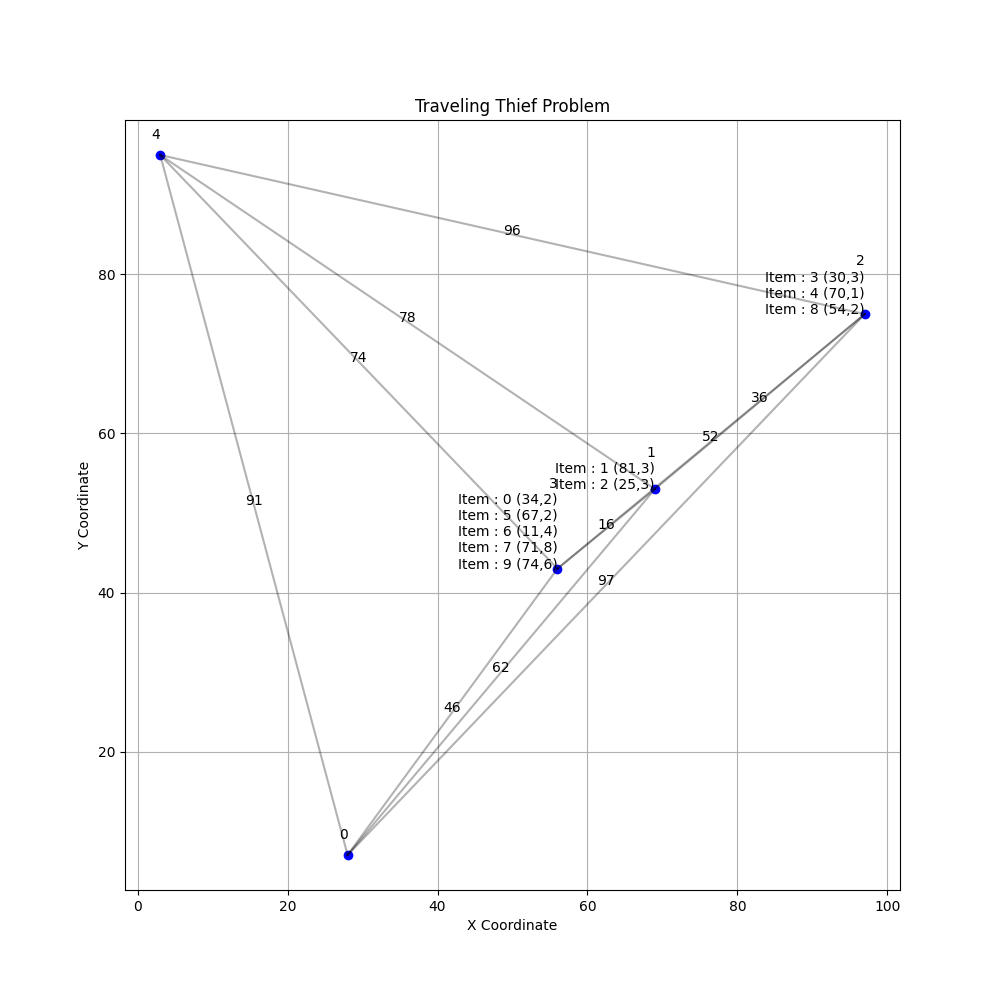 Traveling Thief Problem
4
96
2
Item : 3 (30,3)
Item : 4 (70,1)
Item : 8 (54,2)
80
78
74
36
52
60
1
Item : 1 (81,3)
Item : 2 (25,3)
3
Item : 0 (34,2)
Item : 5 (67,2)
Item : 6 (11,4)
Item : 7 (71,8)
Item : 9 (74,6)
91
16
97
40
62
46
20
0
0
20
40
60
80
100
X Coordinate
Y Coordinate